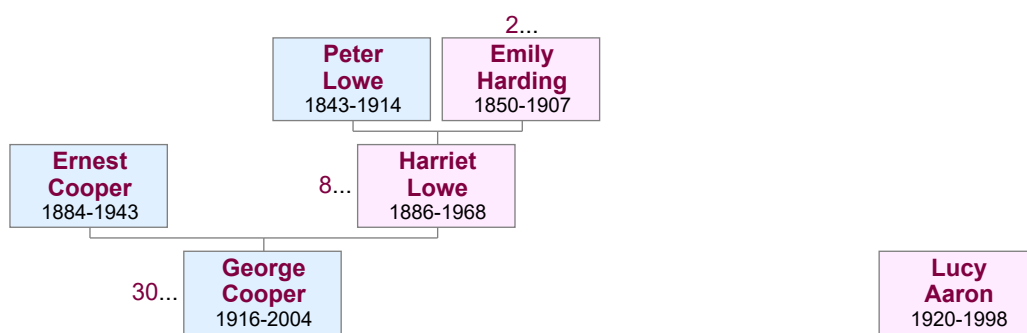 2...
Peter
Lowe
1843-1914
Emily
Harding
1850-1907
Ernest
Cooper
1884-1943
8...
Harriet
Lowe
1886-1968
30...
George
Cooper
1916-2004
Lucy
Aaron
1920-1998